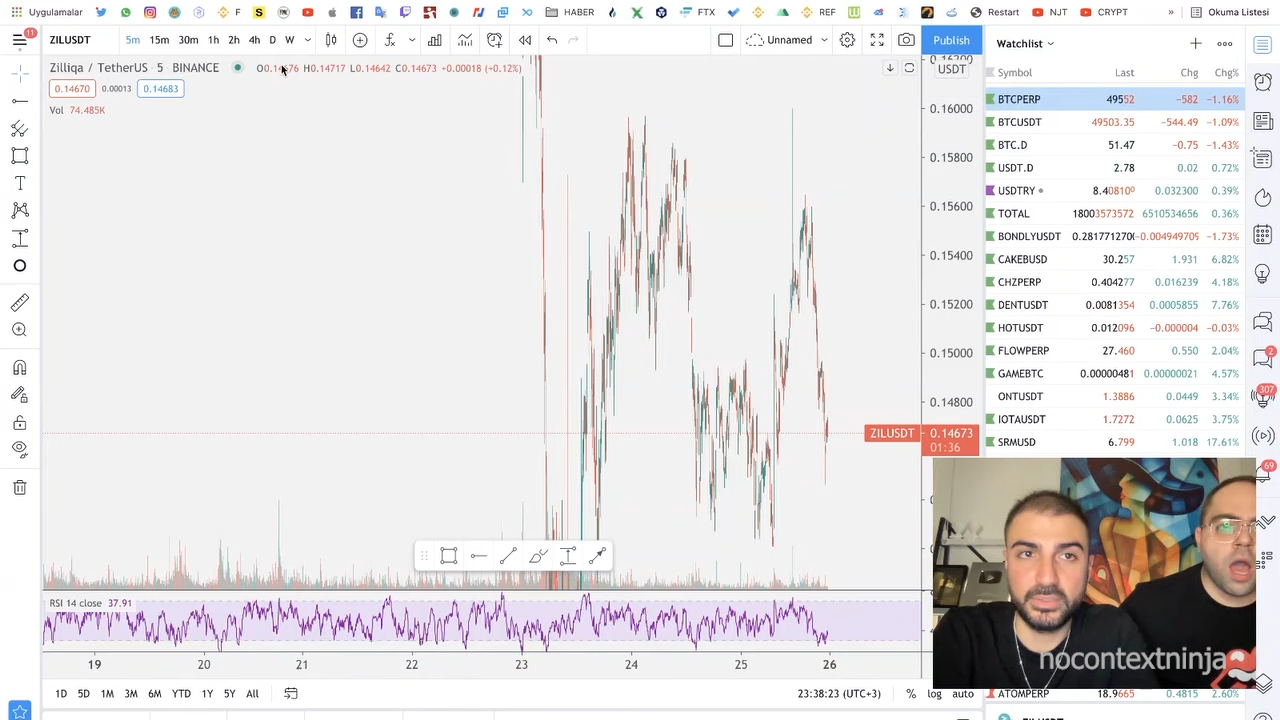 Uygulamalar F FTX HABER REF Restart NJT CRYPT » Okuma Listesi
11 ZILUSDT 5m 15m 30m 1h 2h 4h D W Unnamed Publish Watchlist
Zilliqa / TetherUS 5 BINANCE H0.14717 L0.14642 C0.14673 +0.00018 (+0.12%) USDT
0.14670 0.00013 0.14683
Vol 74.485K
Symbol Last Chg Chg%
BTCPERP 49552 −582 −1.16%
BTCUSDT 49503.35 −544.49 −1.09%
BTC.D 51.47 −0.75 −1.43%
USDT.D 2.78 0.02 0.72%
USDTRY 8.40810⁰ 0.032300 0.39%
TOTAL 18003573572 6510534656 0.36%
BONDLYUSDT 0.2817712700 −0.004949709 −1.73%
CAKEBUSD 30.257 1.931 6.82%
CHZPERP 0.404277 0.016239 4.18%
DENTUSDT 0.0081354 0.0005855 7.76%
HOTUSDT 0.012096 −0.000004 −0.03%
FLOWPERP 27.460 0.550 2.04%
GAMEBTC 0.00000481 0.00000021 4.57%
ONTUSDT 1.3886 0.0449 3.34%
IOTAUSDT 1.7272 0.0625 3.75%
SRMUSD 6.799 1.018 17.61%
0.16000
0.15800
0.15600
0.15400
0.15200
0.15000
0.14800
ZILUSDT 0.14673
01:36
2
307
69
RSI 14 close 37.91
19 20 21 22 23 24 25 26
nocontextninja
1D 5D 1M 3M 6M YTD 1Y 5Y All 23:38:23 (UTC+3) % log auto
ATOMPERP 18.9665 0.4815 2.60%